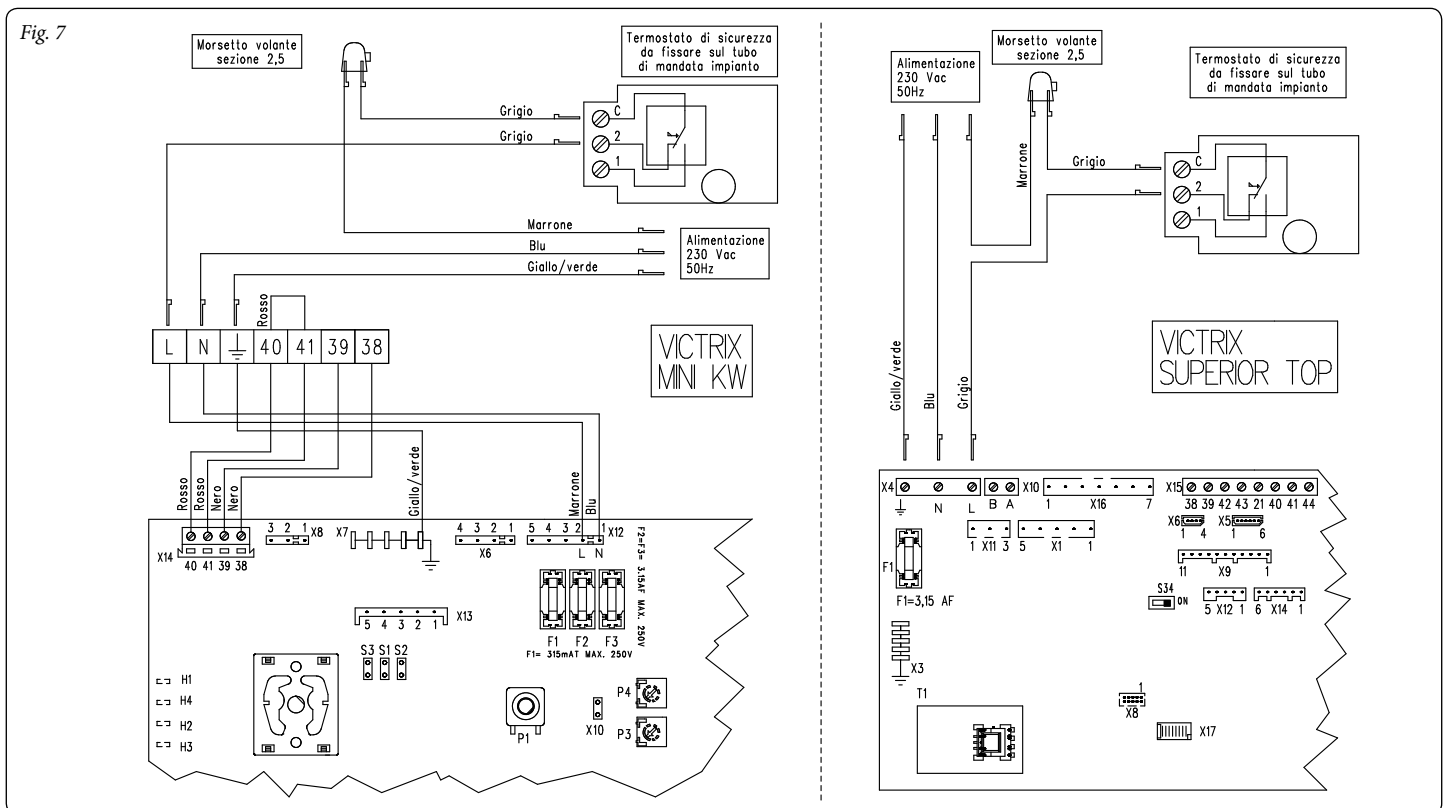 Fig. 7
Morsetto volante
sezione 2,5
Termostato di sicurezza
da fissare sul tubo
di mandata impianto
Grigio
Grigio
C
2
1
Marrone
Blu
Giallo/verde
Alimentazione
230 Vac
50Hz
Rosso
L N 40 41 39 38
VICTRIX
MINI KW
Rosso
Rosso
Nero
Nero
Giallo/verde
Marrone
Blu
X14
40 41 39 38
3 2 1 X8
X7
4 3 2 1
X6
5 4 3 2 1 X12
L N
F2=F3= 3.15AF MAX. 250V
5 4 3 2 1 X13
F1 F2 F3
F1= 315mAT MAX. 250V
S3 S1 S2
H1
H4
H2
H3
P1
X10
P4
P3
Alimentazione
230 Vac
50Hz
Morsetto volante
sezione 2,5
Termostato di sicurezza
da fissare sul tubo
di mandata impianto
Marrone
Grigio
C
2
1
Giallo/verde
Blu
Grigio
VICTRIX
SUPERIOR TOP
X4
N L B A
X10
1 X16 7
X15
38 39 42 43 21 40 41 44
X6
1 4
X5
1 6
1 X11 3
5 X1 1
11 X9 1
F1
F1=3,15 AF
S34
ON
5 X12 1
6 X14 1
X3
T1
1
X8
X17